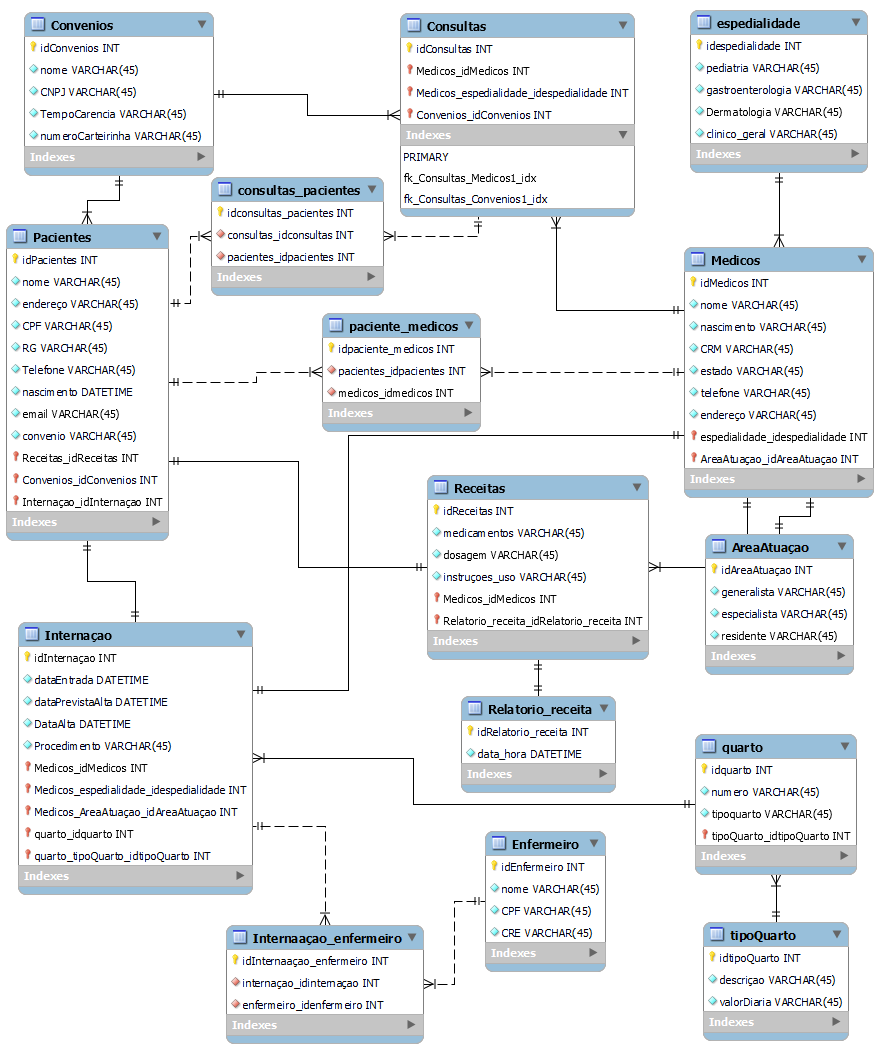 Convenios
idConvenios INT
nome VARCHAR(45)
CNPJ VARCHAR(45)
TempoCarencia VARCHAR(45)
numeroCarteirinha VARCHAR(45)
Indexes
Consultas
idConsultas INT
Medicos_idMedicos INT
Medicos_espedialidade_idespedialidade INT
Convenios_idConvenios INT
Indexes
PRIMARY
fk_Consultas_Medicos1_idx
fk_Consultas_Convenios1_idx
espedialidade
idespedialidade INT
pediatria VARCHAR(45)
gastroenterologia VARCHAR(45)
Dermatologia VARCHAR(45)
clinico_geral VARCHAR(45)
Indexes
consultas_pacientes
idconsultas_pacientes INT
consultas_idconsultas INT
pacientes_idpacientes INT
Indexes
Pacientes
idPacientes INT
nome VARCHAR(45)
endereço VARCHAR(45)
CPF VARCHAR(45)
RG VARCHAR(45)
Telefone VARCHAR(45)
nascimento DATETIME
email VARCHAR(45)
convenio VARCHAR(45)
Receitas_idReceitas INT
Convenios_idConvenios INT
Internaçao_idInternaçao INT
Indexes
paciente_medicos
idpaciente_medicos INT
pacientes_idpacientes INT
medicos_idmedicos INT
Indexes
Medicos
idMedicos INT
nome VARCHAR(45)
nascimento VARCHAR(45)
CRM VARCHAR(45)
estado VARCHAR(45)
telefone VARCHAR(45)
endereço VARCHAR(45)
espedialidade_idespedialidade INT
AreaAtuaçao_idAreaAtuaçao INT
Indexes
Receitas
idReceitas INT
medicamentos VARCHAR(45)
dosagem VARCHAR(45)
instruçoes_uso VARCHAR(45)
Medicos_idMedicos INT
Relatorio_receita_idRelatorio_receita INT
Indexes
AreaAtuaçao
idAreaAtuaçao INT
generalista VARCHAR(45)
especialista VARCHAR(45)
residente VARCHAR(45)
Indexes
Internaçao
idInternaçao INT
dataEntrada DATETIME
dataPrevistaAlta DATETIME
DataAlta DATETIME
Procedimento VARCHAR(45)
Medicos_idMedicos INT
Medicos_espedialidade_idespedialidade INT
Medicos_AreaAtuaçao_idAreaAtuaçao INT
quarto_idquarto INT
quarto_tipoQuarto_idtipoQuarto INT
Indexes
Relatorio_receita
idRelatorio_receita INT
data_hora DATETIME
Indexes
quarto
idquarto INT
numero VARCHAR(45)
tipoquarto VARCHAR(45)
tipoQuarto_idtipoQuarto INT
Indexes
Enfermeiro
idEnfermeiro INT
nome VARCHAR(45)
CPF VARCHAR(45)
CRE VARCHAR(45)
Indexes
Internaaçao_enfermeiro
idInternaaçao_enfermeiro INT
internaçao_idinternaçao INT
enfermeiro_idenfermeiro INT
Indexes
tipoQuarto
idtipoQuarto INT
descriçao VARCHAR(45)
valorDiaria VARCHAR(45)
Indexes